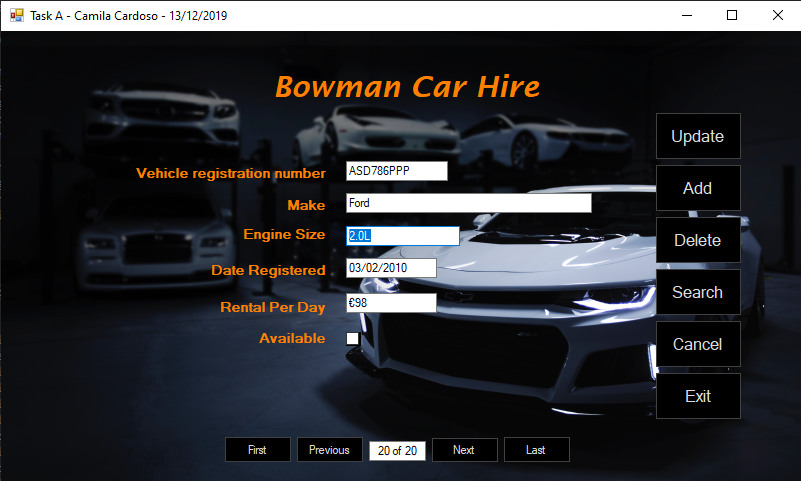 Task A - Camila Cardoso - 13/12/2019
Bowman Car Hire
Vehicle registration number ASD786PPP
Make Ford
Engine Size 2.0L
Date Registered 03/02/2010
Rental Per Day €98
Available
Update
Add
Delete
Search
Cancel
Exit
First Previous 20 of 20 Next Last